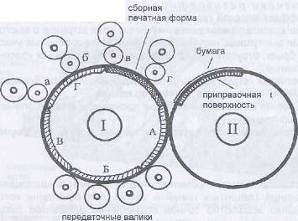 сборная
печатная форма
б
в
г
бумага
а
Г
приправочная
поверхность
I
А
II
В
Б
передаточные валики